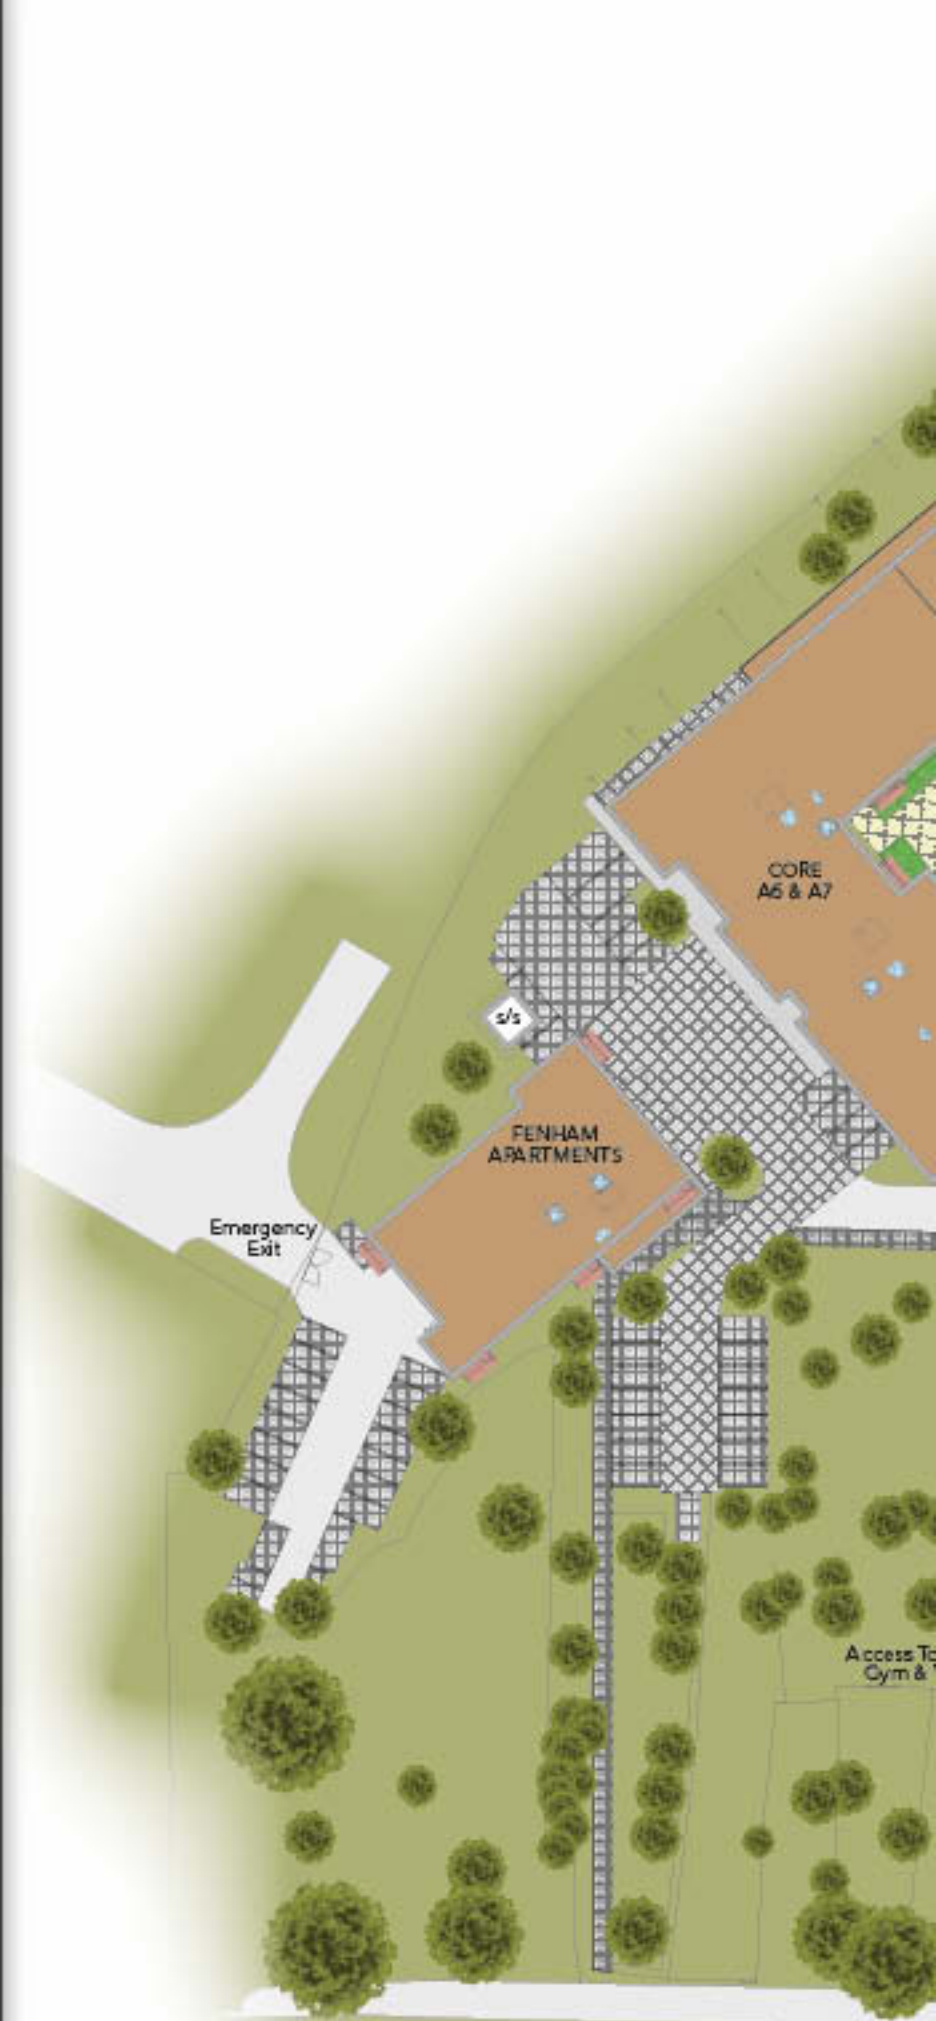 CORE
A6 & A7
s/s
FENHAM
APARTMENTS
Emergency
Exit
Access To
Gym &